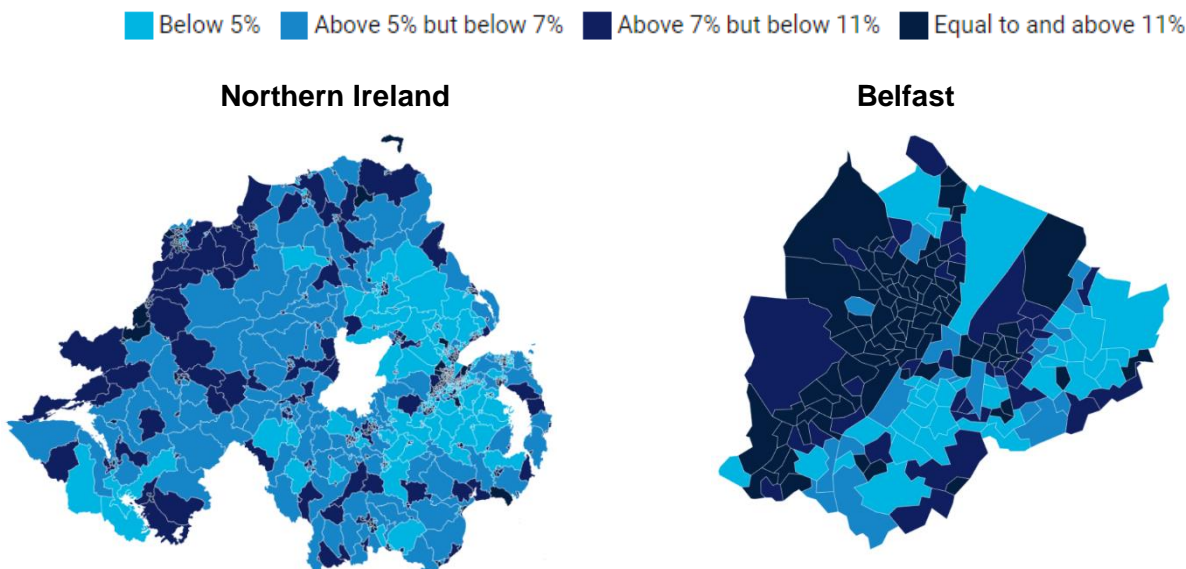 Below 5% Above 5% but below 7% Above 7% but below 11% Equal to and above 11%
Northern Ireland Belfast